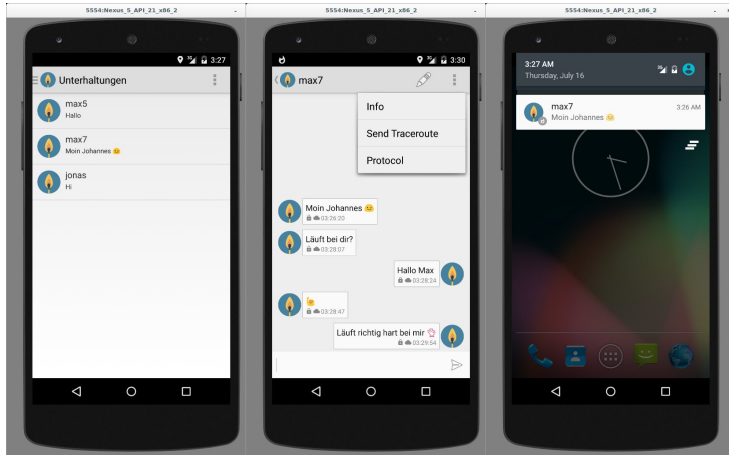 5554:Nexus_5_API_21_x86_2
3:27
Unterhaltungen
max5
Hallo
max7
Moin Johannes 😐
jonas
Hi
5554:Nexus_5_API_21_x86_2
3:30
max7
Info
Send Traceroute
Protocol
Moin Johannes 😐
03:26:20
Läuft bei dir?
03:28:07
Hallo Max
03:28:24
03:28:47
Läuft richtig hart bei mir
03:29:54
5554:Nexus_5_API_21_x86_2
3:27 AM
Thursday, July 16
max7
3:26 AM
Moin Johannes 😐